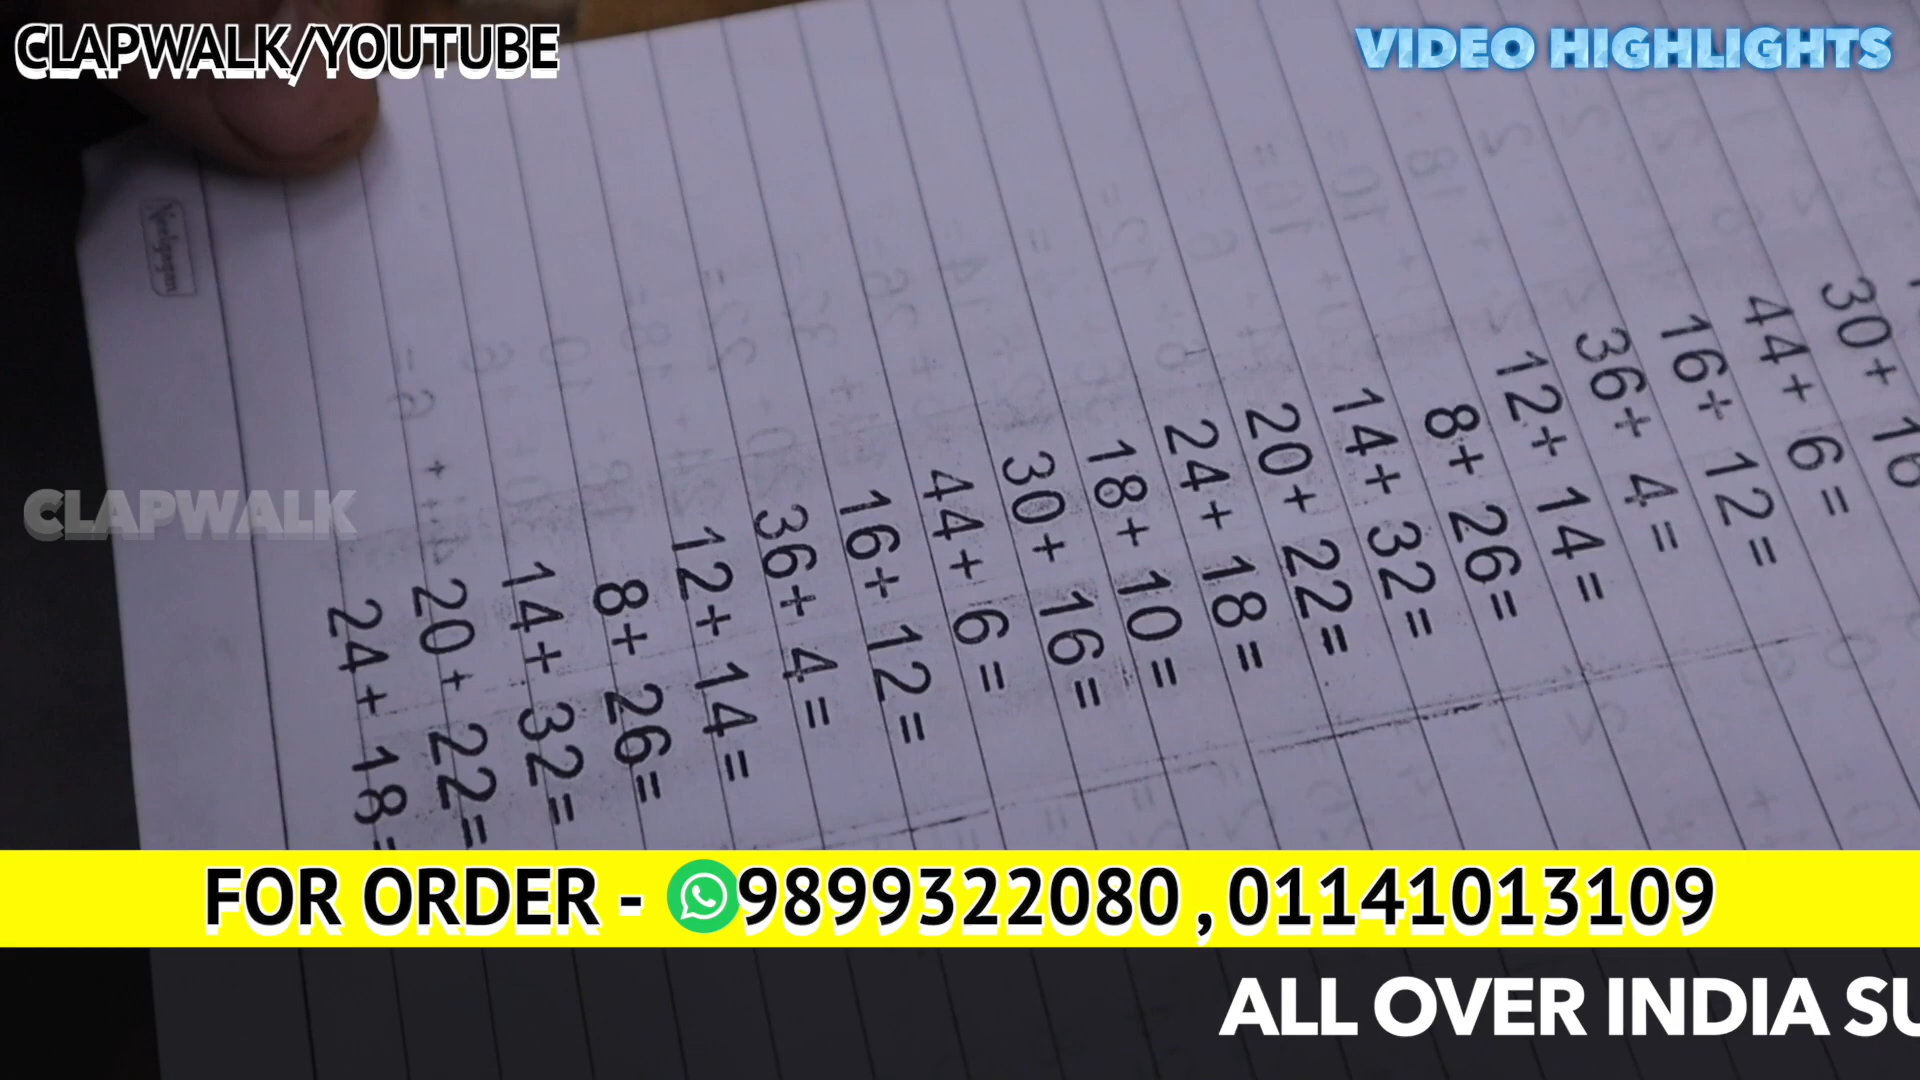 CLAPWALK/YOUTUBE
VIDEO HIGHLIGHTS
Neelgagan
CLAPWALK
24 + 18 =
20 + 22 =
14 + 32 =
8 + 26 =
12 + 14 =
36 + 4 =
16 + 12 =
44 + 6 =
30 + 16 =
18 + 10 =
24 + 18 =
20 + 22 =
14 + 32 =
8 + 26 =
12 + 14 =
36 + 4 =
16 + 12 =
44 + 6 =
30 + 16
FOR ORDER - 9899322080 , 01141013109
ALL OVER INDIA SU